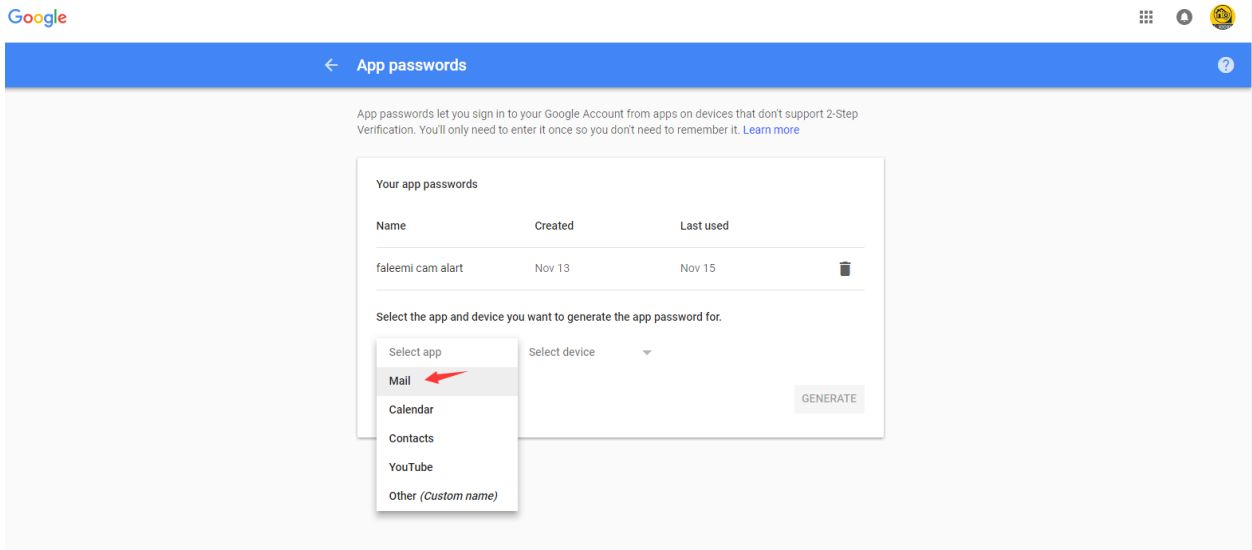 Google
App passwords
App passwords let you sign in to your Google Account from apps on devices that don't support 2-Step
Verification. You'll only need to enter it once so you don't need to remember it. Learn more
Your app passwords
Name Created Last used
faleemi cam alart Nov 13 Nov 15
Select the app and device you want to generate the app password for.
Select app Select device
Mail
GENERATE
Calendar
Contacts
YouTube
Other (Custom name)